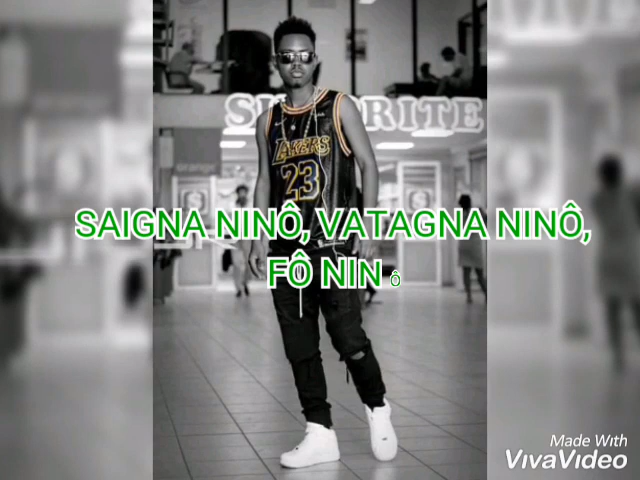 SHOPRITE
LAKERS
23
SAIGNA NINÔ, VATAGNA NINÔ,
FÔ NIN ô
Made With
VivaVideo